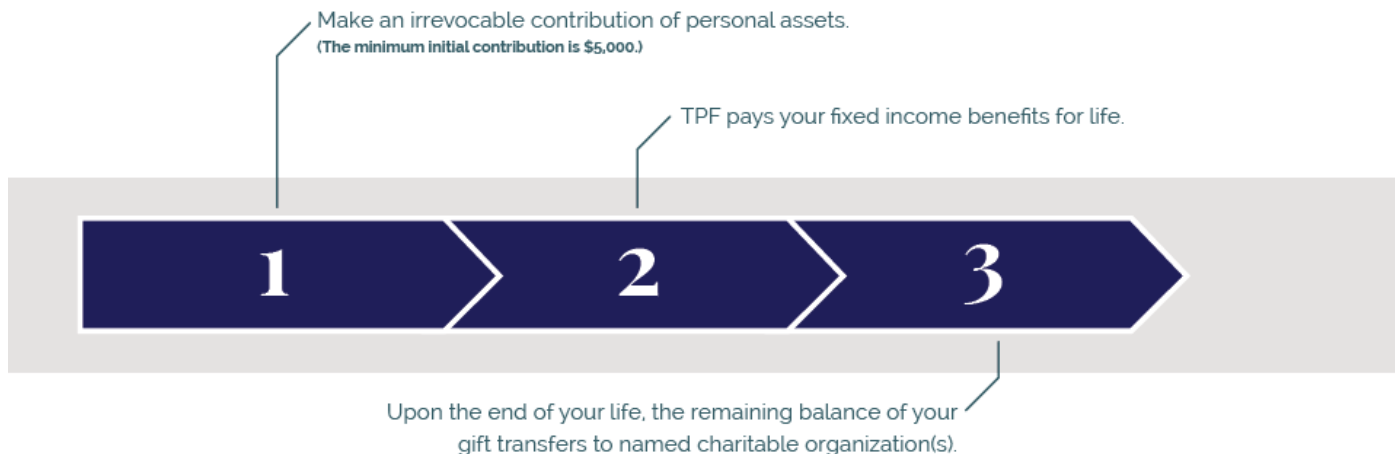 Make an irrevocable contribution of personal assets.
(The minimum initial contribution is $5,000.)
TPF pays your fixed income benefits for life.
1
2
3
Upon the end of your life, the remaining balance of your
gift transfers to named charitable organization(s).